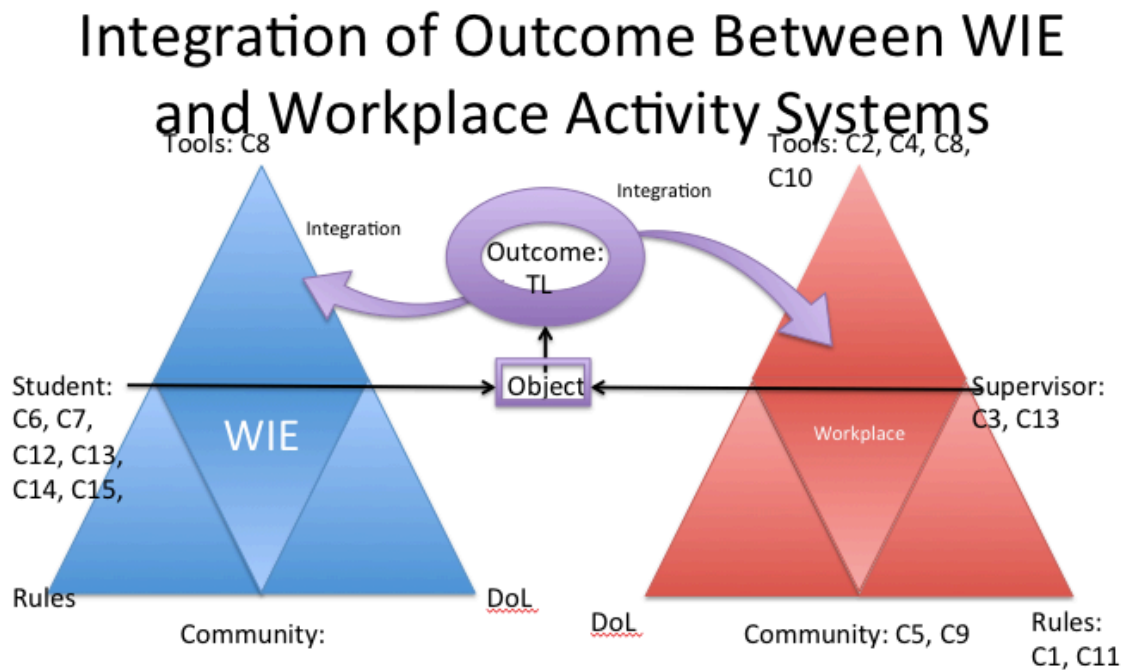 Integration of Outcome Between WIE
and Workplace Activity Systems
Tools: C8
Tools: C2, C4, C8,
C10
Integration
Integration
Outcome:
TL
Student:
C6, C7,
C12, C13,
C14, C15,
Object
Supervisor:
C3, C13
WIE
Workplace
Rules
DoL
DoL
Community:
Community: C5, C9
Rules:
C1, C11